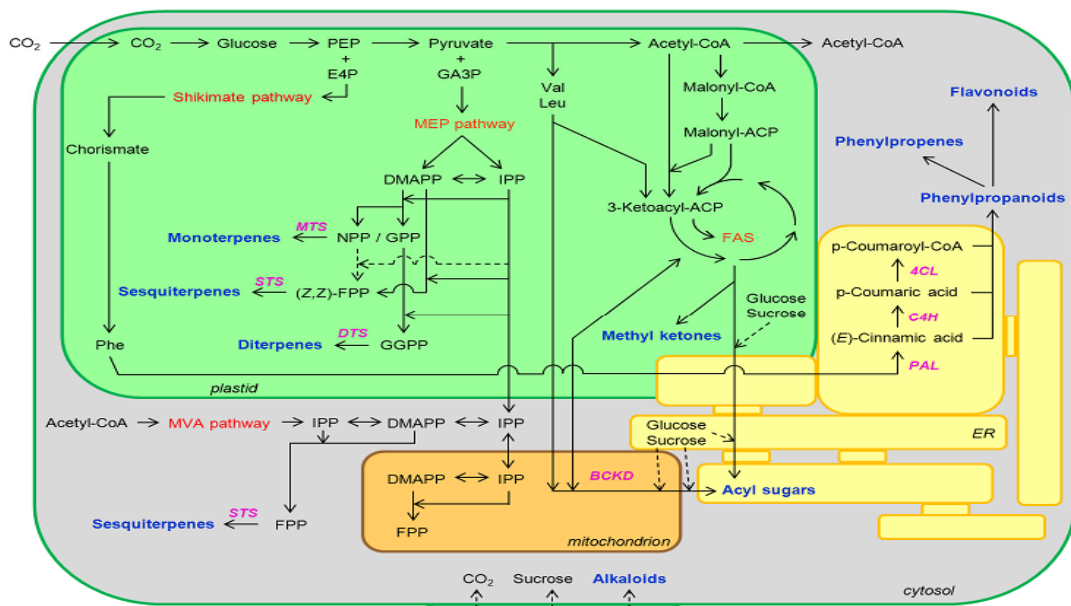 CO2
CO2
Glucose
PEP
Pyruvate
Acetyl-CoA
Acetyl-CoA
+
+
E4P
GA3P
Val
Leu
Malonyl-CoA
Flavonoids
Shikimate pathway
MEP pathway
Malonyl-ACP
Chorismate
Phenylpropenes
DMAPP
IPP
3-Ketoacyl-ACP
Phenylpropanoids
Monoterpenes
MTS
NPP / GPP
FAS
p-Coumaroyl-CoA
4CL
Sesquiterpenes
STS
(Z,Z)-FPP
p-Coumaric acid
Glucose
Sucrose
C4H
Diterpenes
DTS
GGPP
Methyl ketones
(E)-Cinnamic acid
Phe
PAL
plastid
Acetyl-CoA
MVA pathway
IPP
DMAPP
IPP
Glucose
Sucrose
ER
DMAPP
IPP
BCKD
Acyl sugars
Sesquiterpenes
STS
FPP
FPP
mitochondrion
CO2
Sucrose
Alkaloids
cytosol